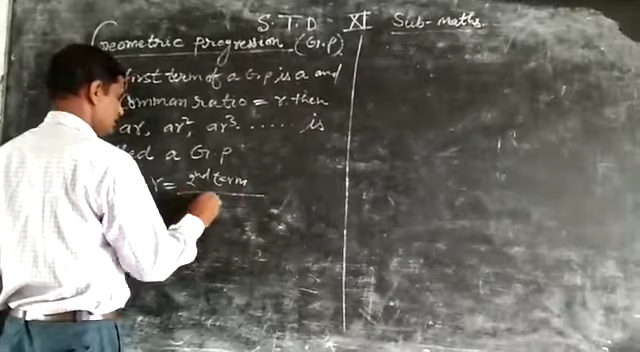 S.T.D XI Sub-maths.
Geometric progression (G.p)
first term of a G.p is a and
common ratio = r. then
ar, ar², ar³...... is
a G.p
r = 2nd term